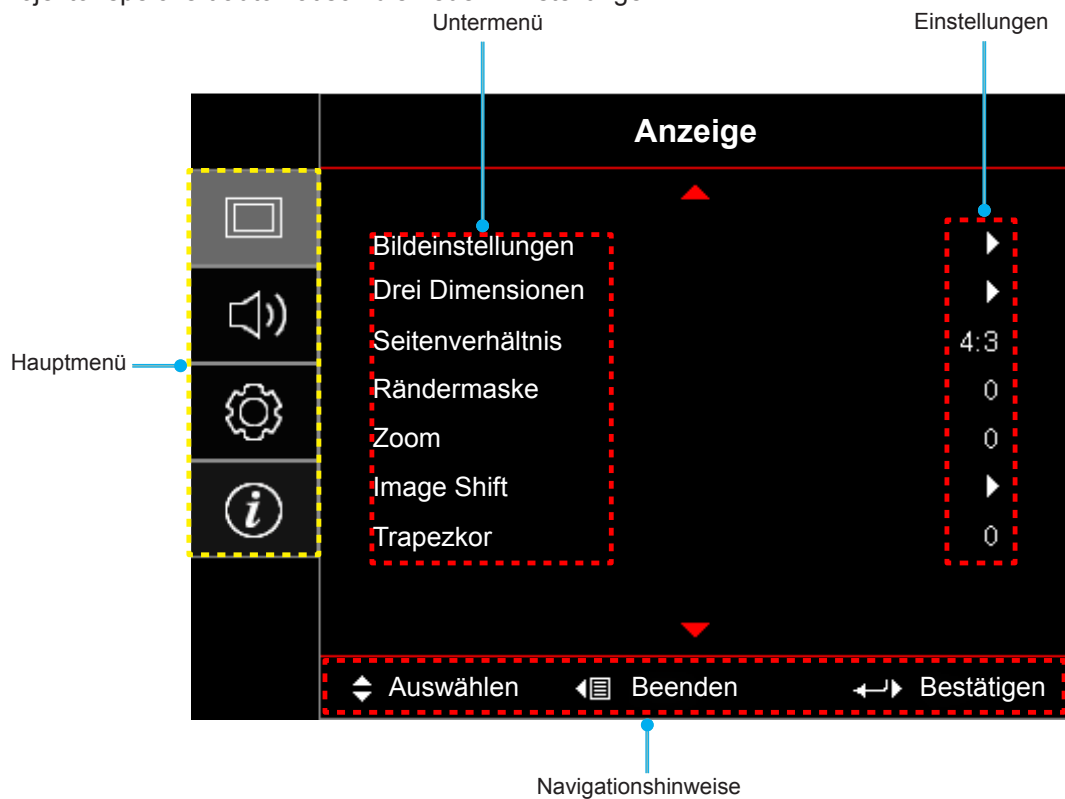 Untermenü
Einstellungen
Anzeige
Bildeinstellungen
Drei Dimensionen
Seitenverhältnis 4:3
Hauptmenü
Rändermaske 0
Zoom 0
Image Shift
Trapezkor 0
Auswählen Beenden Bestätigen
Navigationshinweise